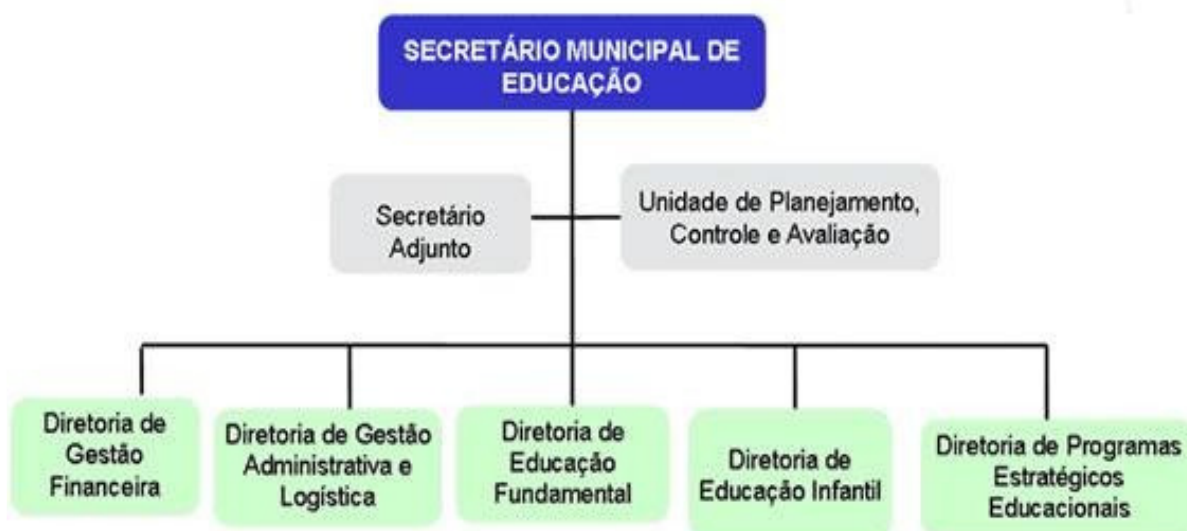 SECRETÁRIO MUNICIPAL DE
EDUCAÇÃO
Secretário
Adjunto
Unidade de Planejamento,
Controle e Avaliação
Diretoria de
Gestão
Financeira
Diretoria de Gestão
Administrativa e
Logística
Diretoria de
Educação
Fundamental
Diretoria de
Educação Infantil
Diretoria de Programas
Estratégicos
Educacionais